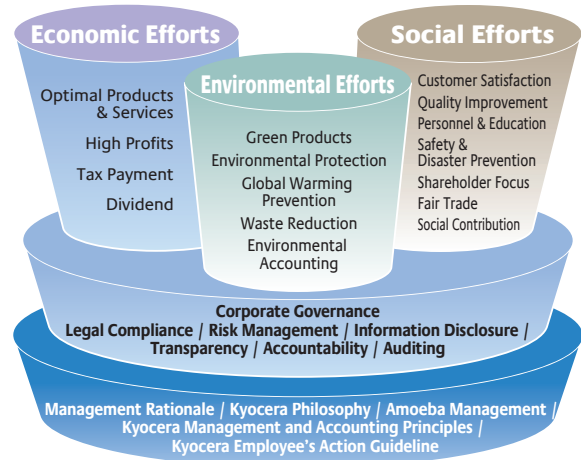 Economic Efforts
Optimal Products
& Services
High Profits
Tax Payment
Dividend
Environmental Efforts
Green Products
Environmental Protection
Global Warming
Prevention
Waste Reduction
Environmental
Accounting
Social Efforts
Customer Satisfaction
Quality Improvement
Personnel & Education
Safety &
Disaster Prevention
Shareholder Focus
Fair Trade
Social Contribution
Corporate Governance
Legal Compliance / Risk Management / Information Disclosure /
Transparency / Accountability / Auditing
Management Rationale / Kyocera Philosophy / Amoeba Management /
Kyocera Management and Accounting Principles /
Kyocera Employee's Action Guideline